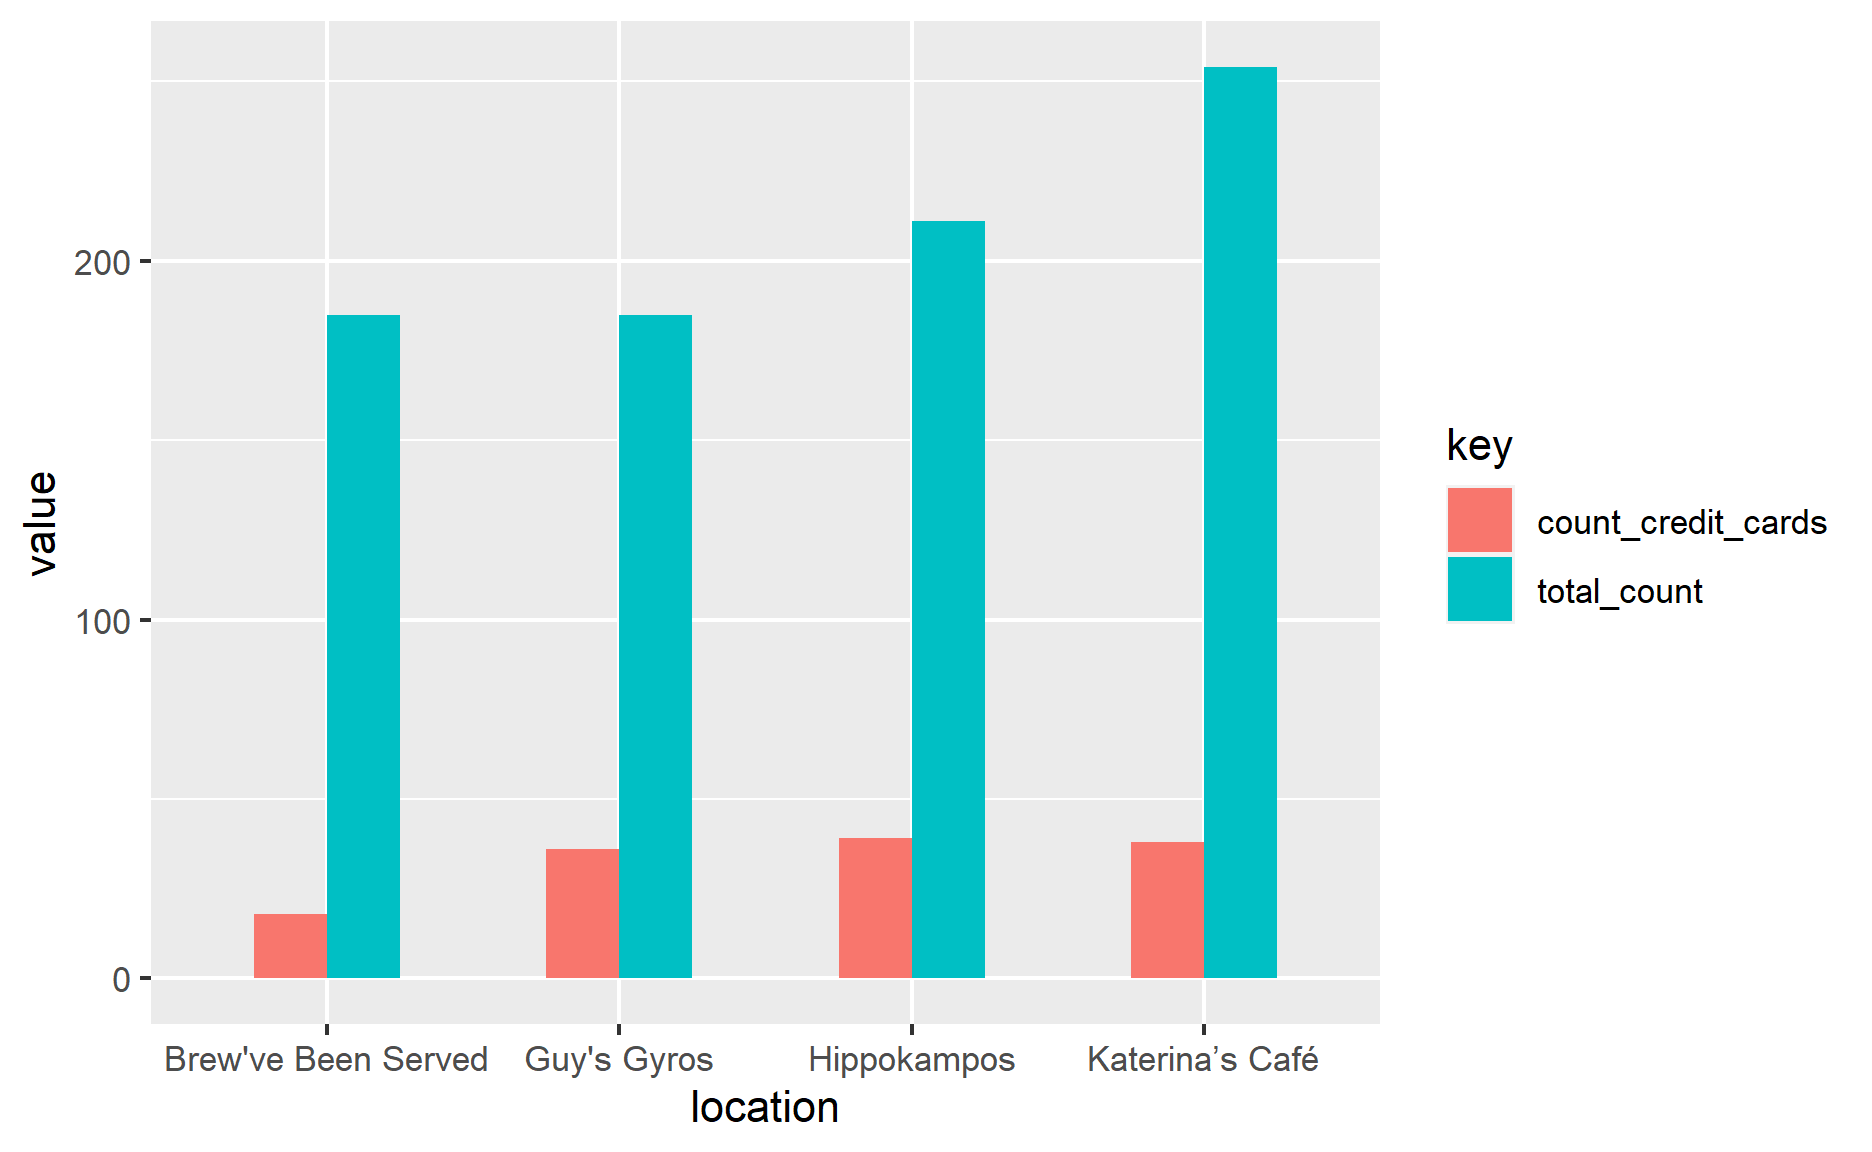 value
200
100
0
Brew've Been Served
Guy's Gyros
Hippokampos
Katerina’s Café
location
key
count_credit_cards
total_count